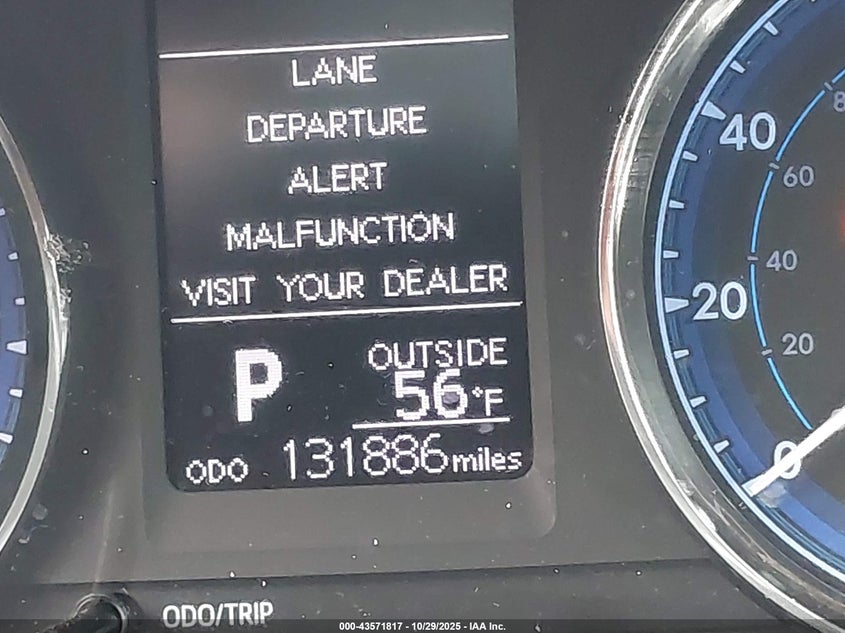 LANE
DEPARTURE
ALERT
MALFUNCTION
VISIT YOUR DEALER
P
OUTSIDE
56°F
ODO 131886 miles
ODO/TRIP
40
20
0
8
60
40
20
000-43571817 - 10/29/2025 - IAA Inc.